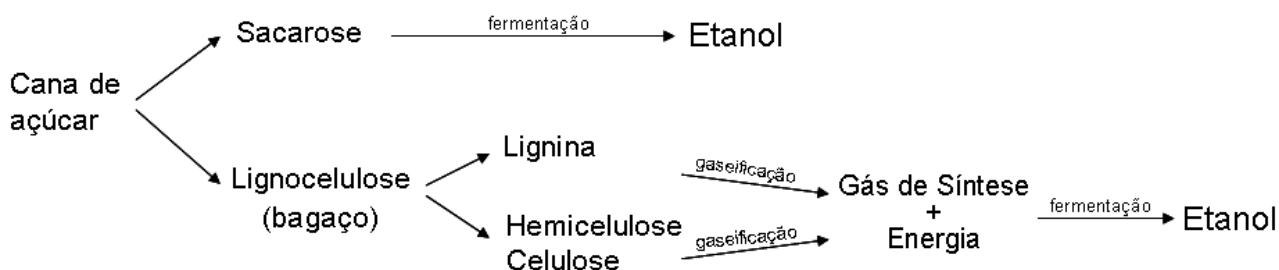 Sacarose
fermentação
Etanol
Cana de
açúcar
Lignocelulose
(bagaço)
Lignina
gaseificação
Hemicelulose
Celulose
gaseificação
Gás de Síntese
+
Energia
fermentação
Etanol